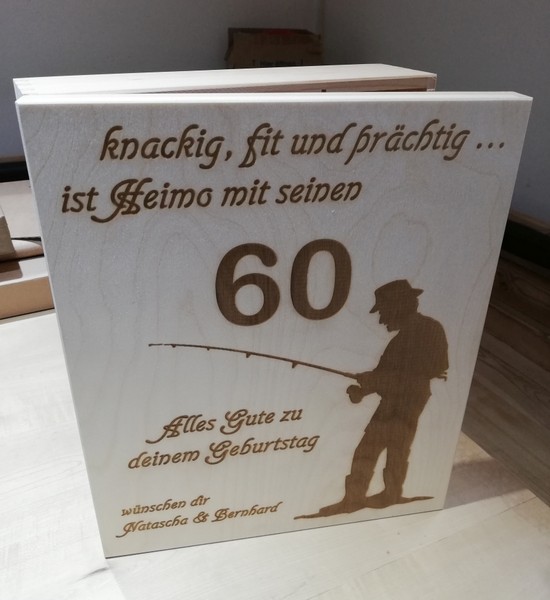 knackig, fit und prächtig ...
ist Heimo mit seinen
60
Alles Gute zu
deinem Geburtstag
wünschen dir
Natascha & Bernhard